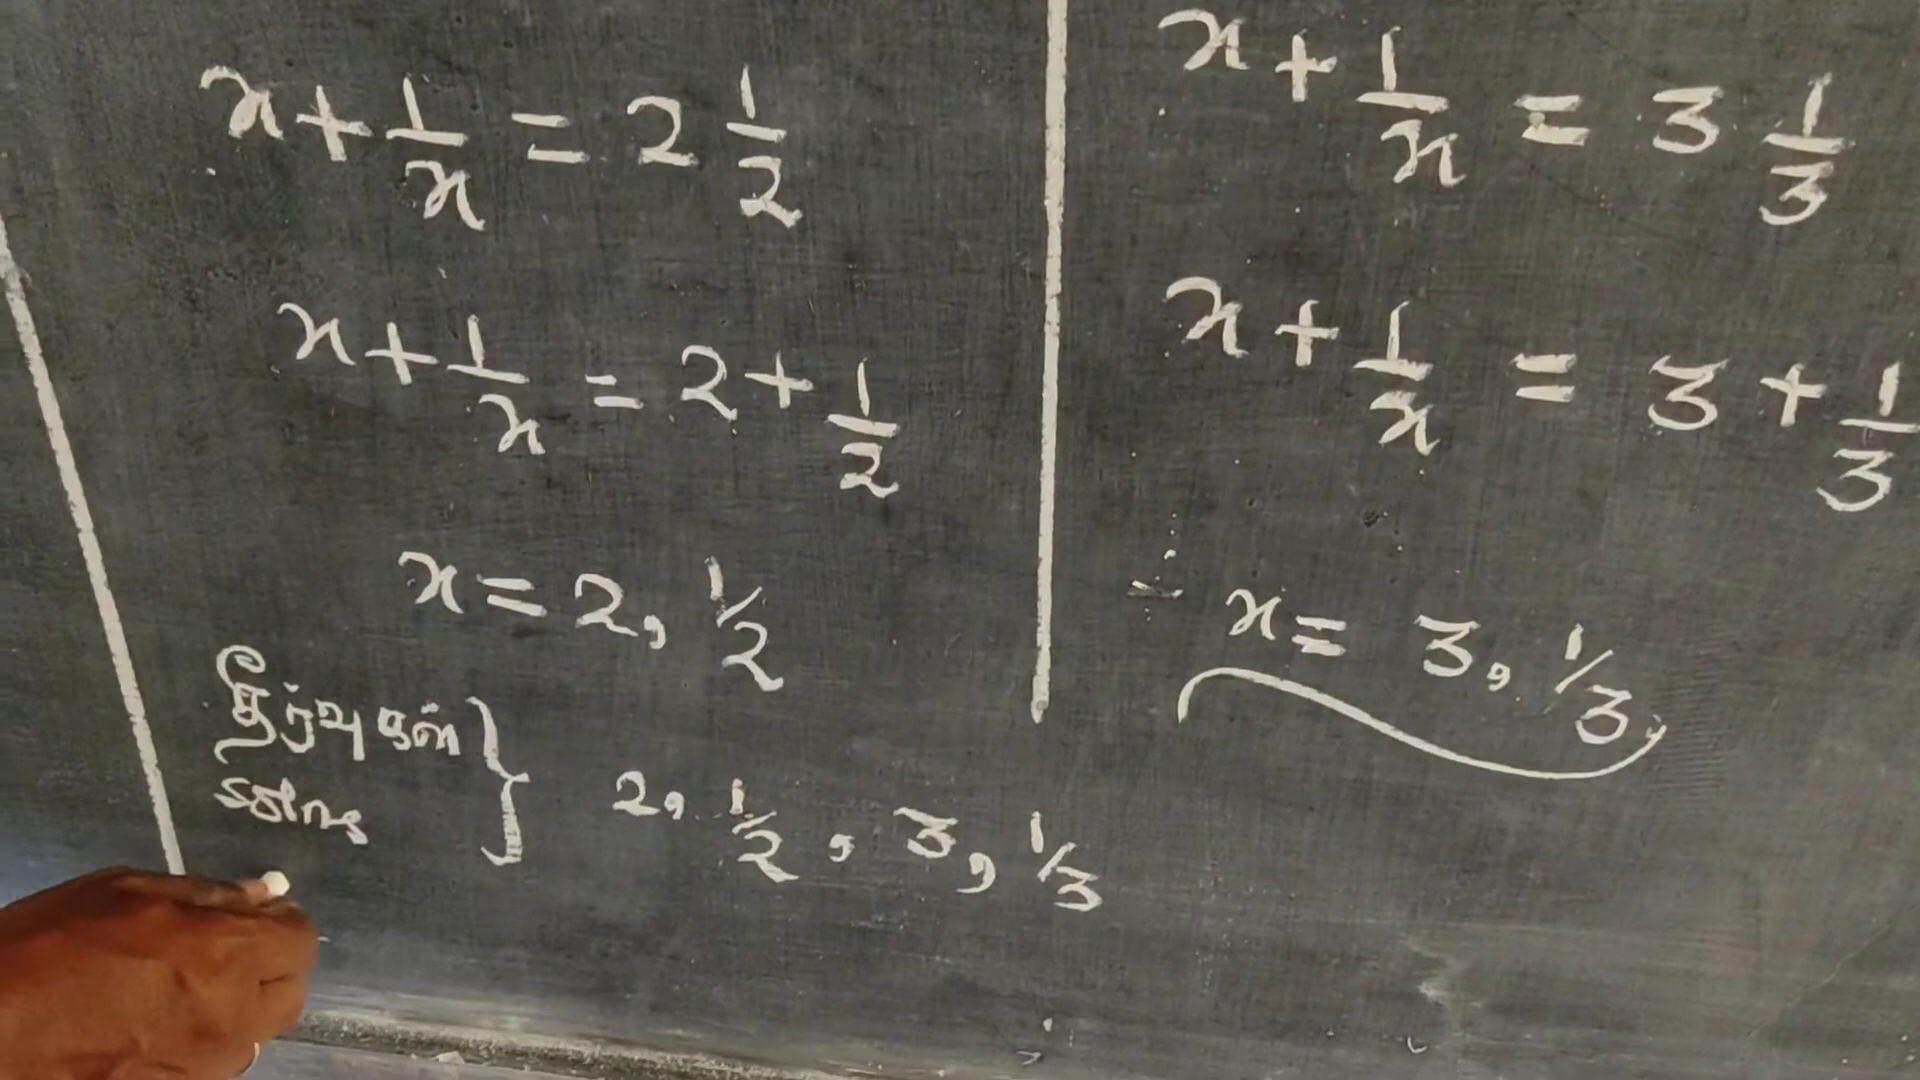 x + 1/x = 2 1/2
x + 1/x = 2 + 1/2
x = 2, 1/2
x + 1/x = 3 1/3
x + 1/x = 3 + 1/3
x = 3, 1/3
தீர்வுகள்
solns } 2, 1/2, 3, 1/3